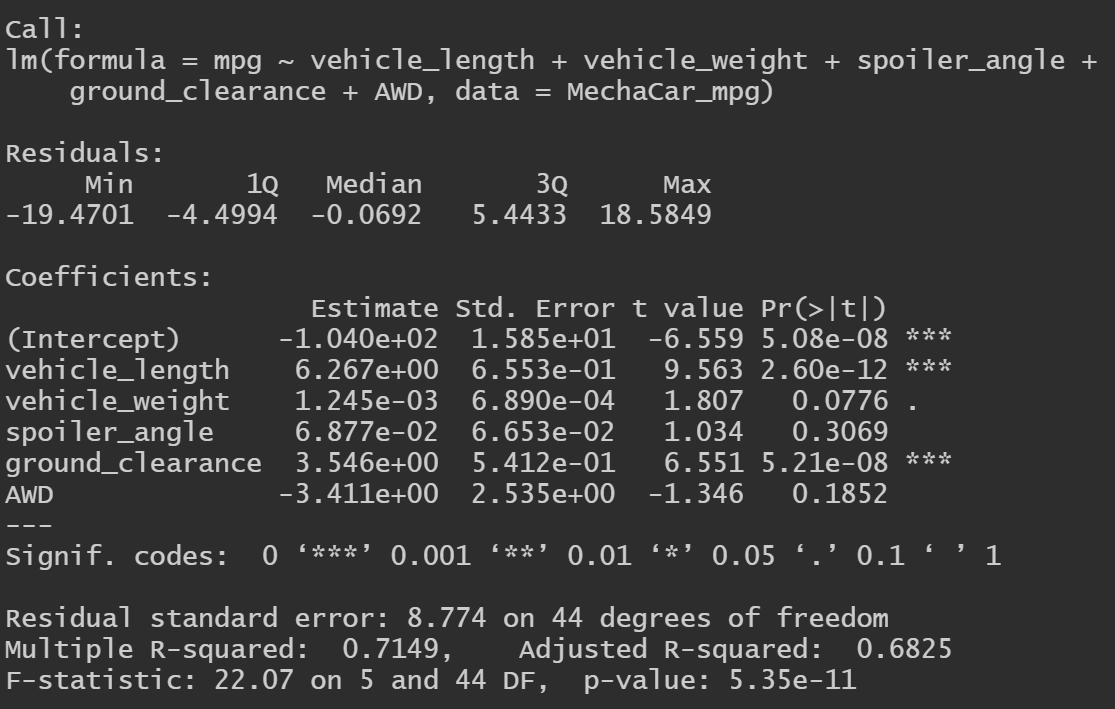 Call:
lm(formula = mpg ~ vehicle_length + vehicle_weight + spoiler_angle +
    ground_clearance + AWD, data = MechaCar_mpg)

Residuals:
     Min       1Q   Median       3Q      Max
-19.4701  -4.4994  -0.0692   5.4433  18.5849

Coefficients:
                   Estimate Std. Error t value Pr(>|t|)
(Intercept)      -1.040e+02  1.585e+01  -6.559 5.08e-08 ***
vehicle_length    6.267e+00  6.553e-01   9.563 2.60e-12 ***
vehicle_weight    1.245e-03  6.890e-04   1.807   0.0776 .
spoiler_angle     6.877e-02  6.653e-02   1.034   0.3069
ground_clearance  3.546e+00  5.412e-01   6.551 5.21e-08 ***
AWD              -3.411e+00  2.535e+00  -1.346   0.1852
---
Signif. codes:  0 ‘***’ 0.001 ‘**’ 0.01 ‘*’ 0.05 ‘.’ 0.1 ‘ ’ 1

Residual standard error: 8.774 on 44 degrees of freedom
Multiple R-squared:  0.7149,	Adjusted R-squared:  0.6825
F-statistic: 22.07 on 5 and 44 DF,  p-value: 5.35e-11